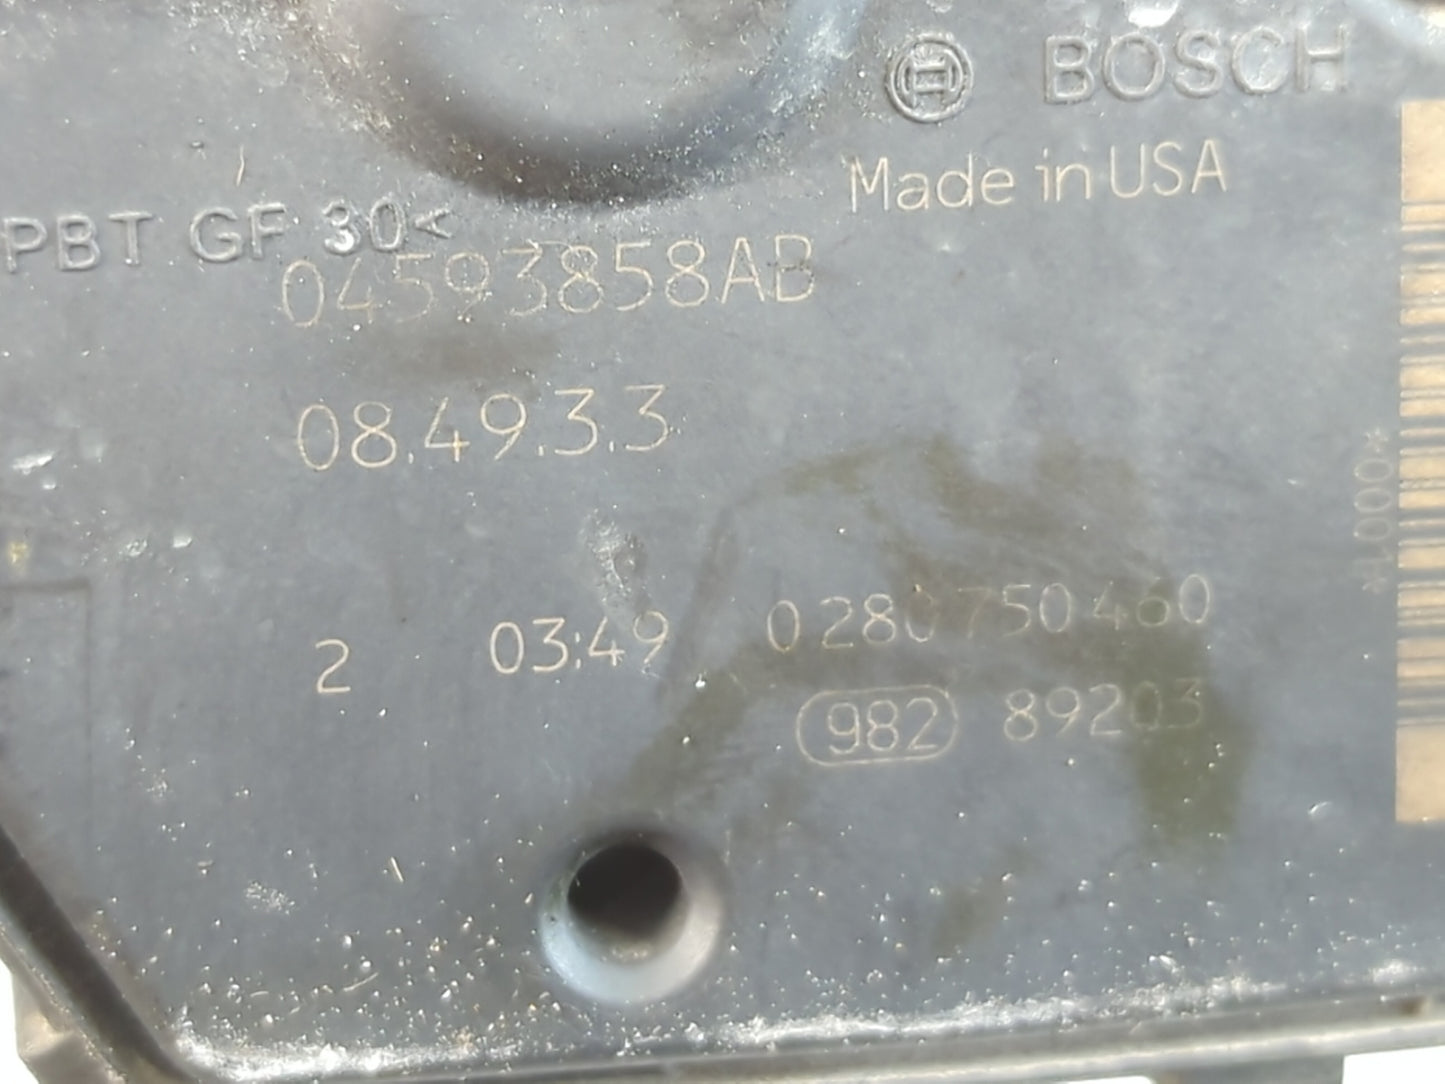 BOSCH
Made in USA
PBT GF 30<
04593858AB
08.49.3.3
2 03:49 0 280 750 460
982 89203
*0001*